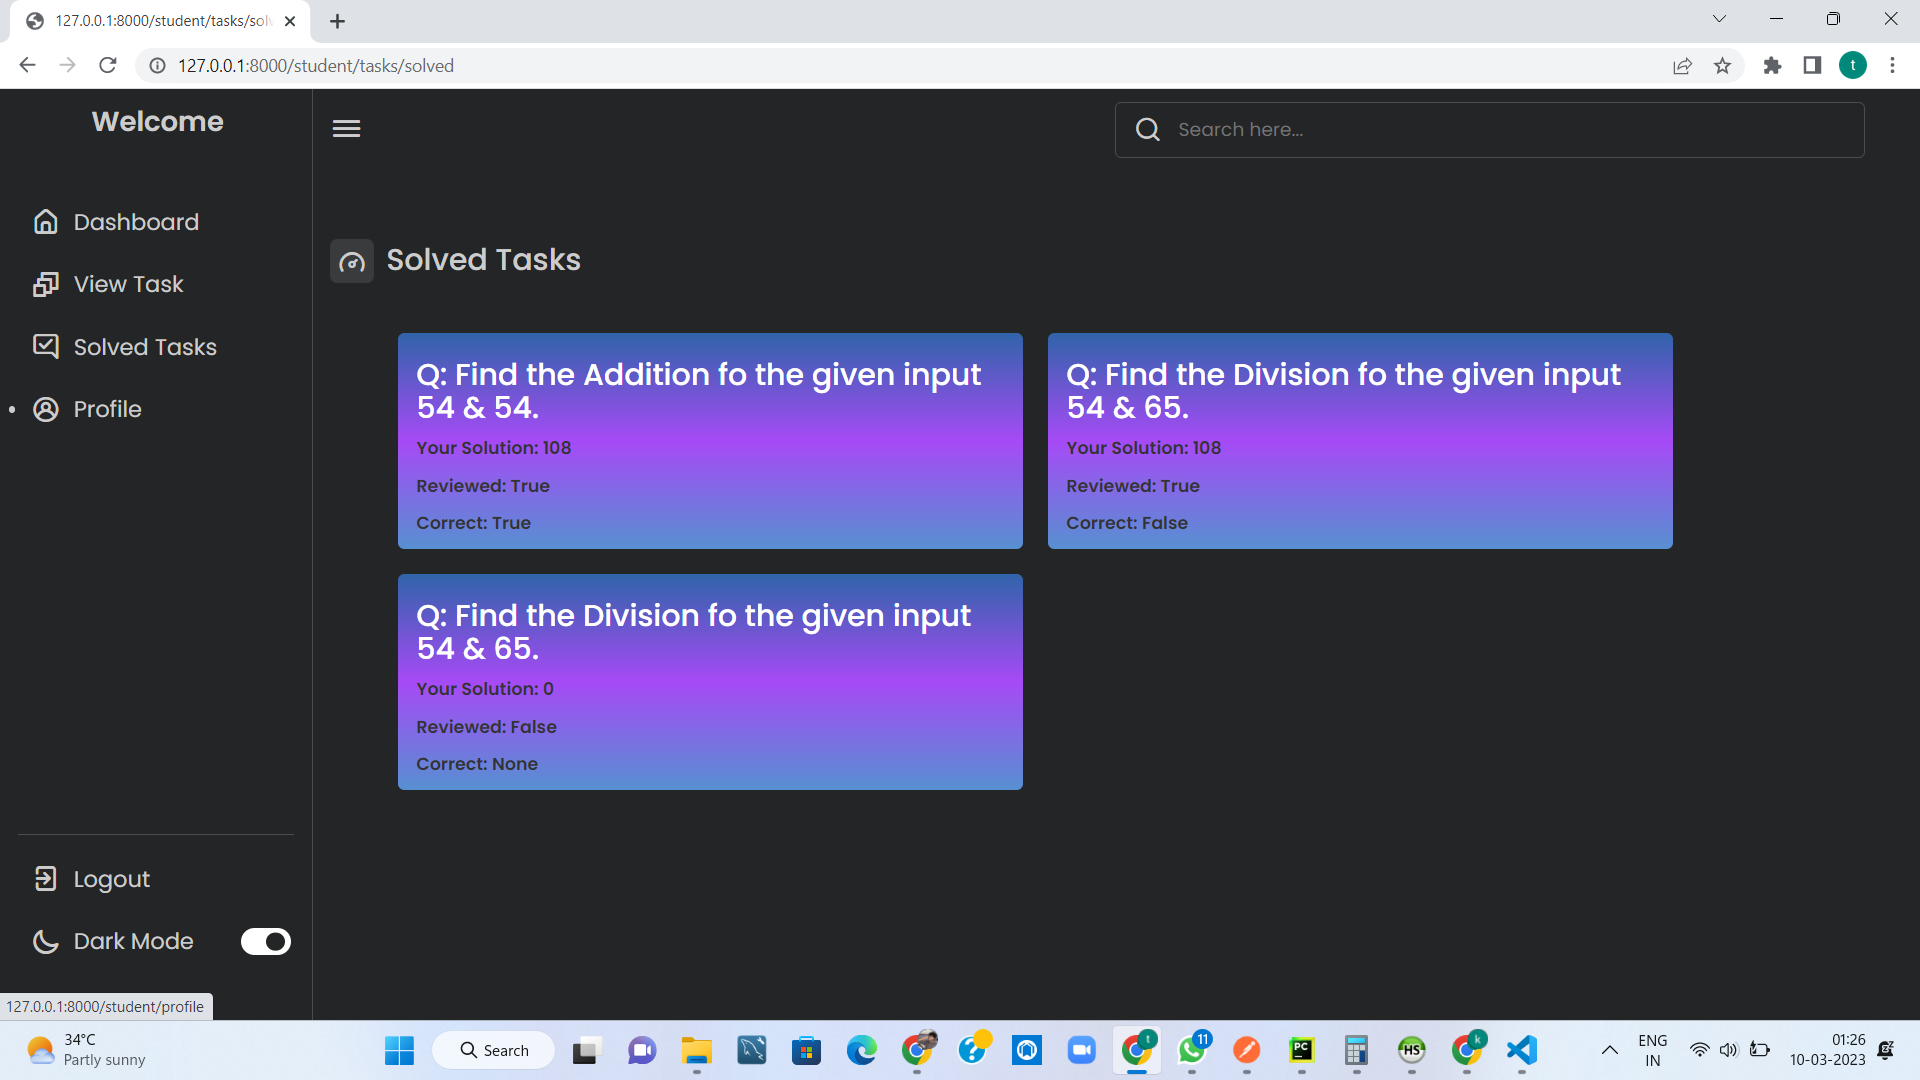 127.0.0.1:8000/student/tasks/solv
127.0.0.1:8000/student/tasks/solved
t
Welcome
Search here...
Dashboard
View Task
Solved Tasks
Profile
Solved Tasks
Q: Find the Addition fo the given input
54 & 54.
Your Solution: 108
Reviewed: True
Correct: True
Q: Find the Division fo the given input
54 & 65.
Your Solution: 108
Reviewed: True
Correct: False
Q: Find the Division fo the given input
54 & 65.
Your Solution: 0
Reviewed: False
Correct: None
Logout
Dark Mode
127.0.0.1:8000/student/profile
34°C
Partly sunny
Search
t
11
PC
HS
k
ENG
IN
01:26
10-03-2023